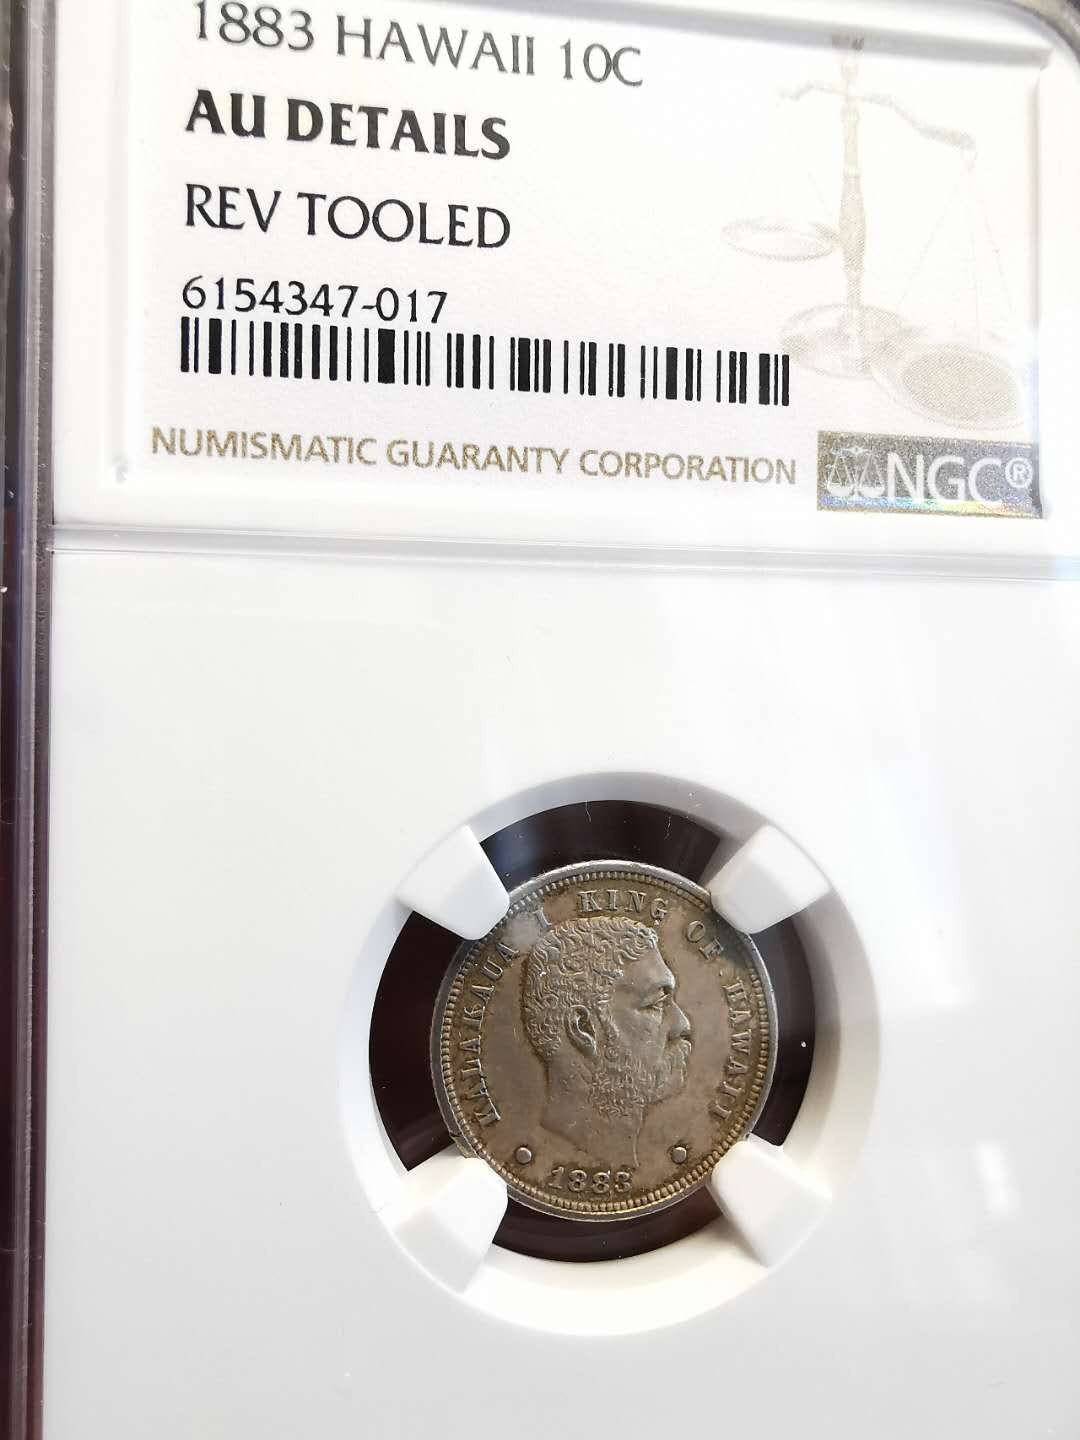 1883 HAWAII 10C
AU DETAILS
REV TOOLED
6154347-017
NUMISMATIC GUARANTY CORPORATION
NGC®
KALAKAUA I KING OF HAWAII
1883